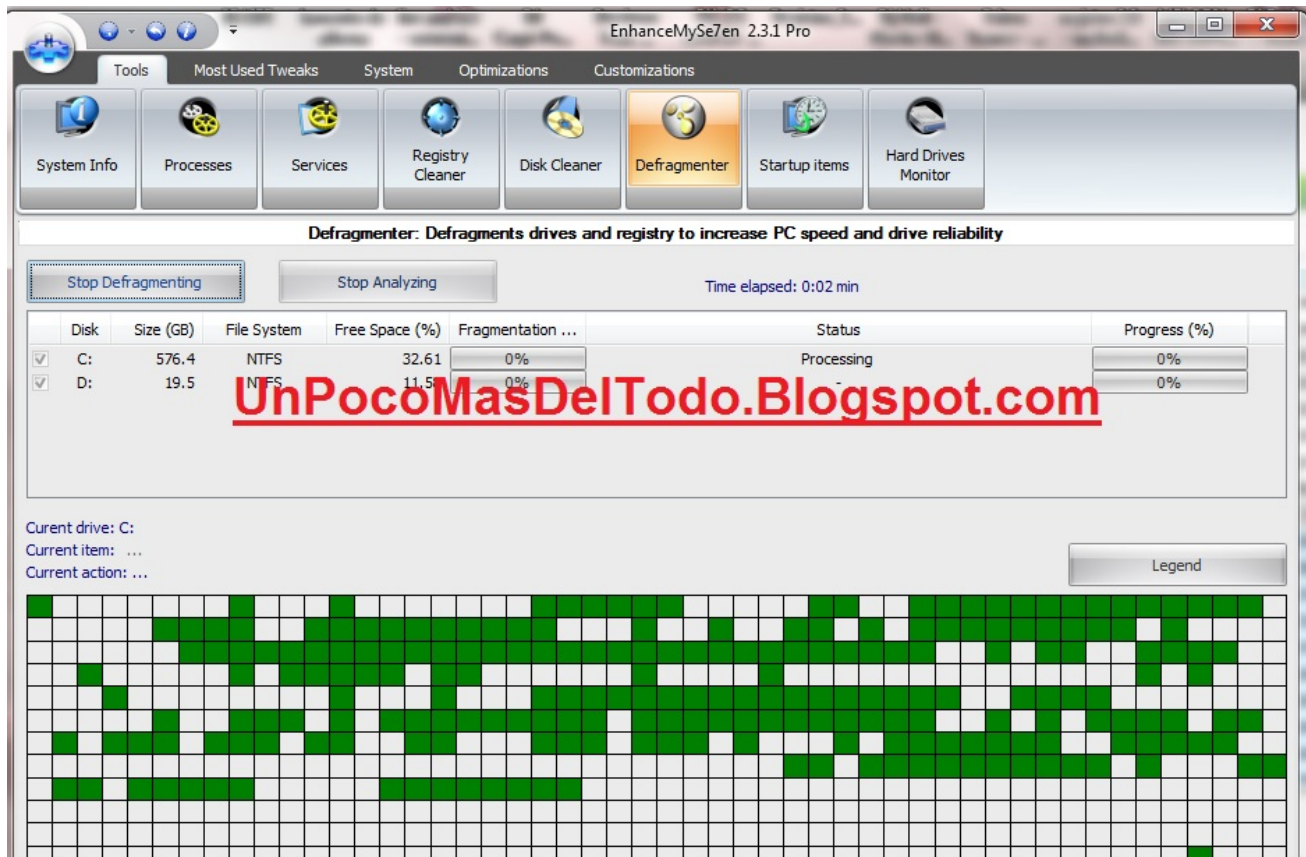 EnhanceMySe7en 2.3.1 Pro
Tools Most Used Tweaks System Optimizations Customizations
System Info Processes Services Registry Cleaner Disk Cleaner Defragmenter Startup items Hard Drives Monitor
Defragmenter: Defragments drives and registry to increase PC speed and drive reliability
Stop Defragmenting Stop Analyzing Time elapsed: 0:02 min
Disk Size (GB) File System Free Space (%) Fragmentation ... Status Progress (%)
C: 576.4 NTFS 32.61 0% Processing 0%
D: 19.5 NTFS 11.58 0% - 0%
UnPocoMasDelTodo.Blogspot.com
Curent drive: C:
Current item: ...
Current action: ...
Legend